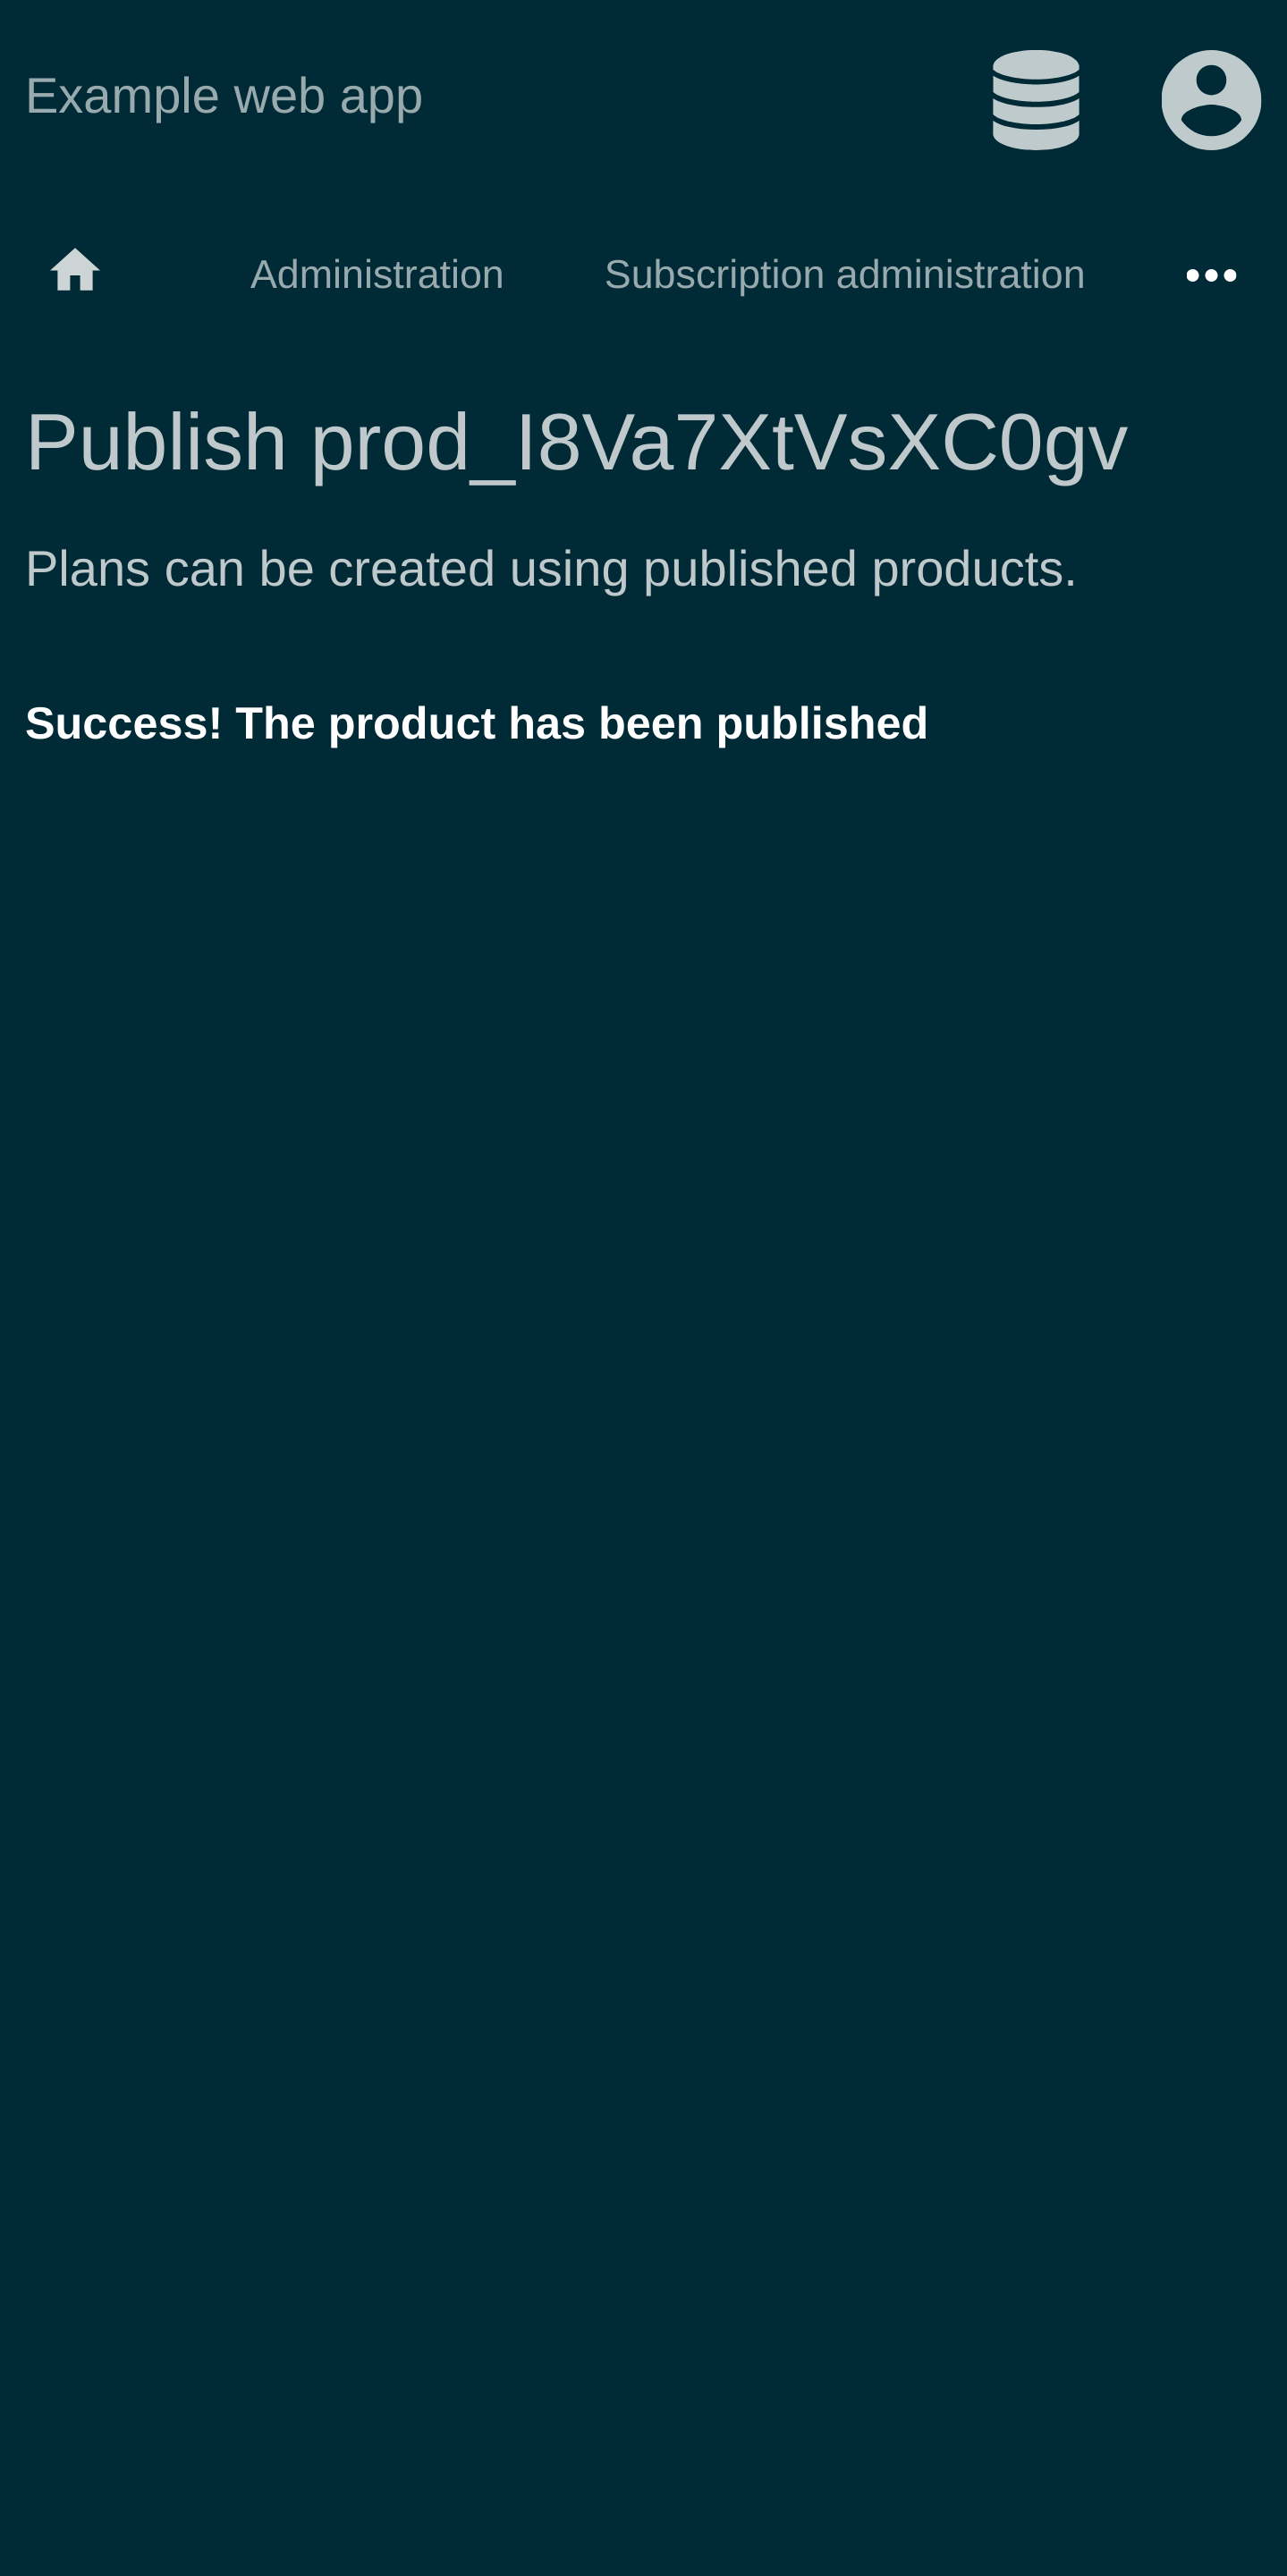 Example web app
Administration
Subscription administration
Publish prod_I8Va7XtVsXC0gv
Plans can be created using published products.
Success! The product has been published